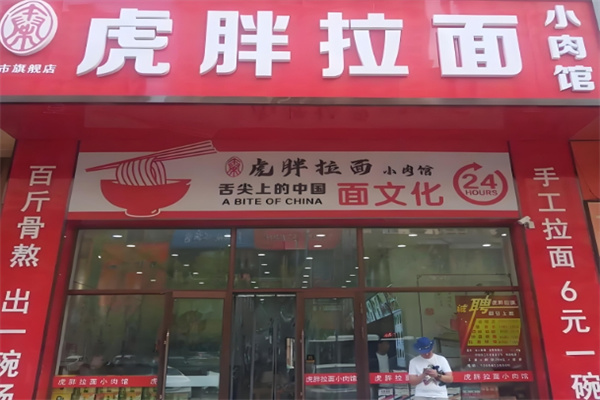 虎胖拉面
小肉馆
市旗舰店
百斤骨熬 出一碗汤
虎胖拉面 小肉馆
舌尖上的中国
A BITE OF CHINA
面文化
24
HOURS
手工拉面 6元一碗
诚聘
虎胖拉面小肉馆
虎胖拉面小肉馆
虎胖拉面小肉馆